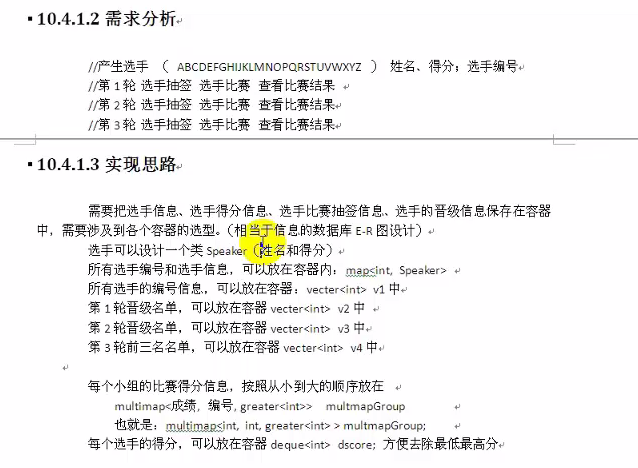 ▪10.4.1.2 需求分析
//产生选手 （ ABCDEFGHIJKLMNOPQRSTUVWXYZ ） 姓名、得分；选手编号
//第 1 轮 选手抽签 选手比赛 查看比赛结果
//第 2 轮 选手抽签 选手比赛 查看比赛结果
//第 3 轮 选手抽签 选手比赛 查看比赛结果
▪10.4.1.3 实现思路
需要把选手信息、选手得分信息、选手比赛抽签信息、选手的晋级信息保存在容器
中，需要涉及到各个容器的选型。（相当于信息的数据库 E-R 图设计）
选手可以设计一个类 Speaker（姓名和得分）
所有选手编号和选手信息，可以放在容器内：map<int, Speaker>
所有选手的编号信息，可以放在容器：vecter<int> v1 中
第 1 轮晋级名单，可以放在容器 vecter<int> v2 中
第 2 轮晋级名单，可以放在容器 vecter<int> v3 中
第 3 轮前三名名单，可以放在容器 vecter<int> v4 中
每个小组的比赛得分信息，按照从小到大的顺序放在
multimap<成绩, 编号, greater<int>> multmapGroup
也就是：multimap<int, int, greater<int> > multmapGroup;
每个选手的得分，可以放在容器 deque<int> dscore; 方便去除最低最高分